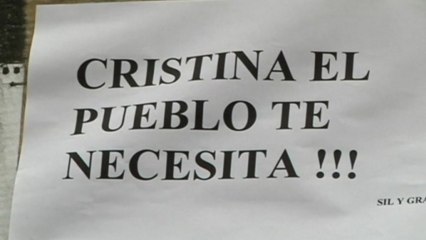 CRISTINA EL
PUEBLO TE
NECESITA !!!
SIL Y GRA